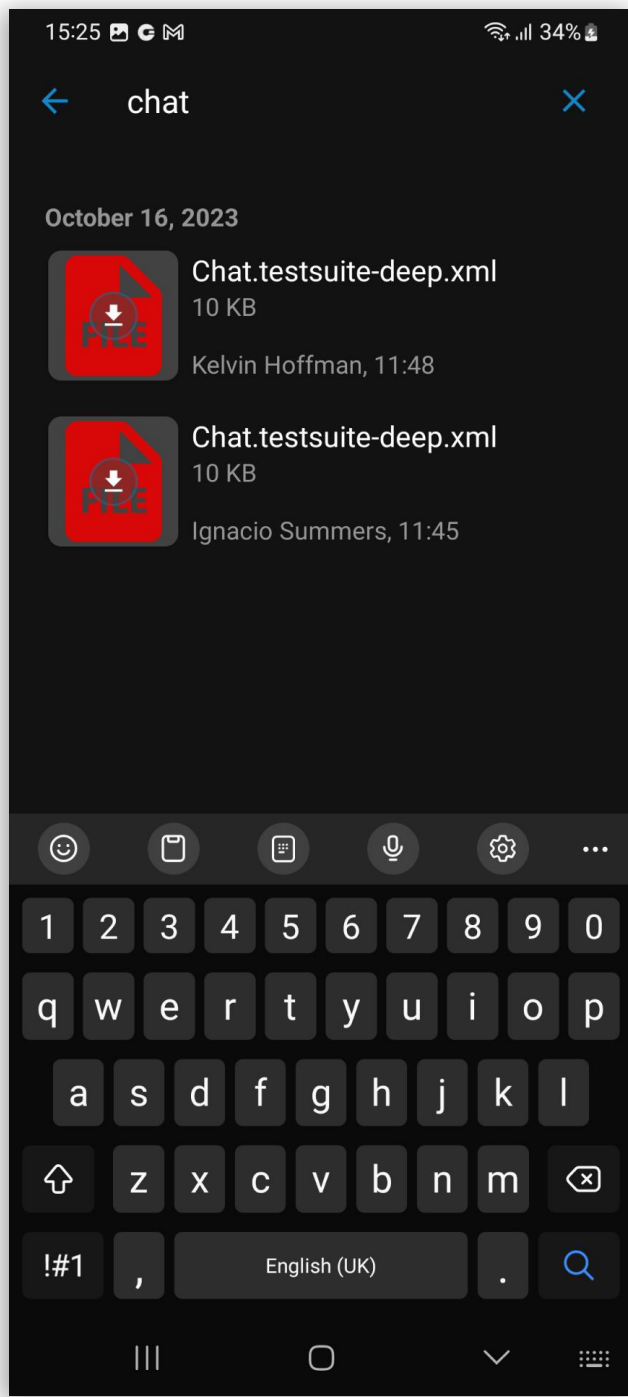 15:25 34%
chat
October 16, 2023
FILE
Chat.testsuite-deep.xml
10 KB
Kelvin Hoffman, 11:48
FILE
Chat.testsuite-deep.xml
10 KB
Ignacio Summers, 11:45
1 2 3 4 5 6 7 8 9 0
q w e r t y u i o p
a s d f g h j k l
z x c v b n m
!#1 , English (UK) .